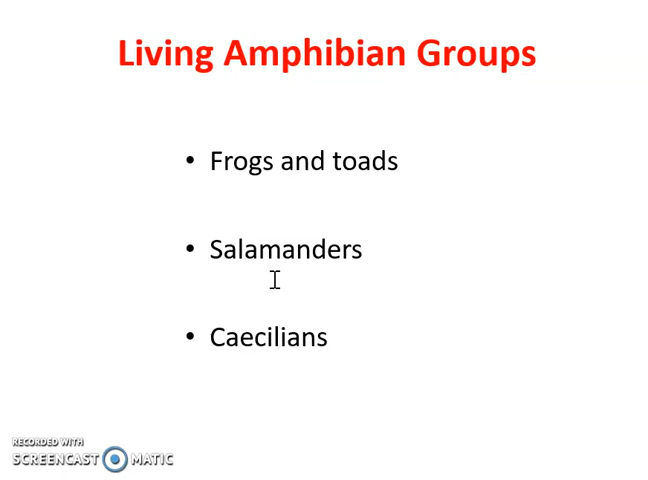 Living Amphibian Groups
• Frogs and toads
• Salamanders
• Caecilians
RECORDED WITH
SCREENCAST MATIC